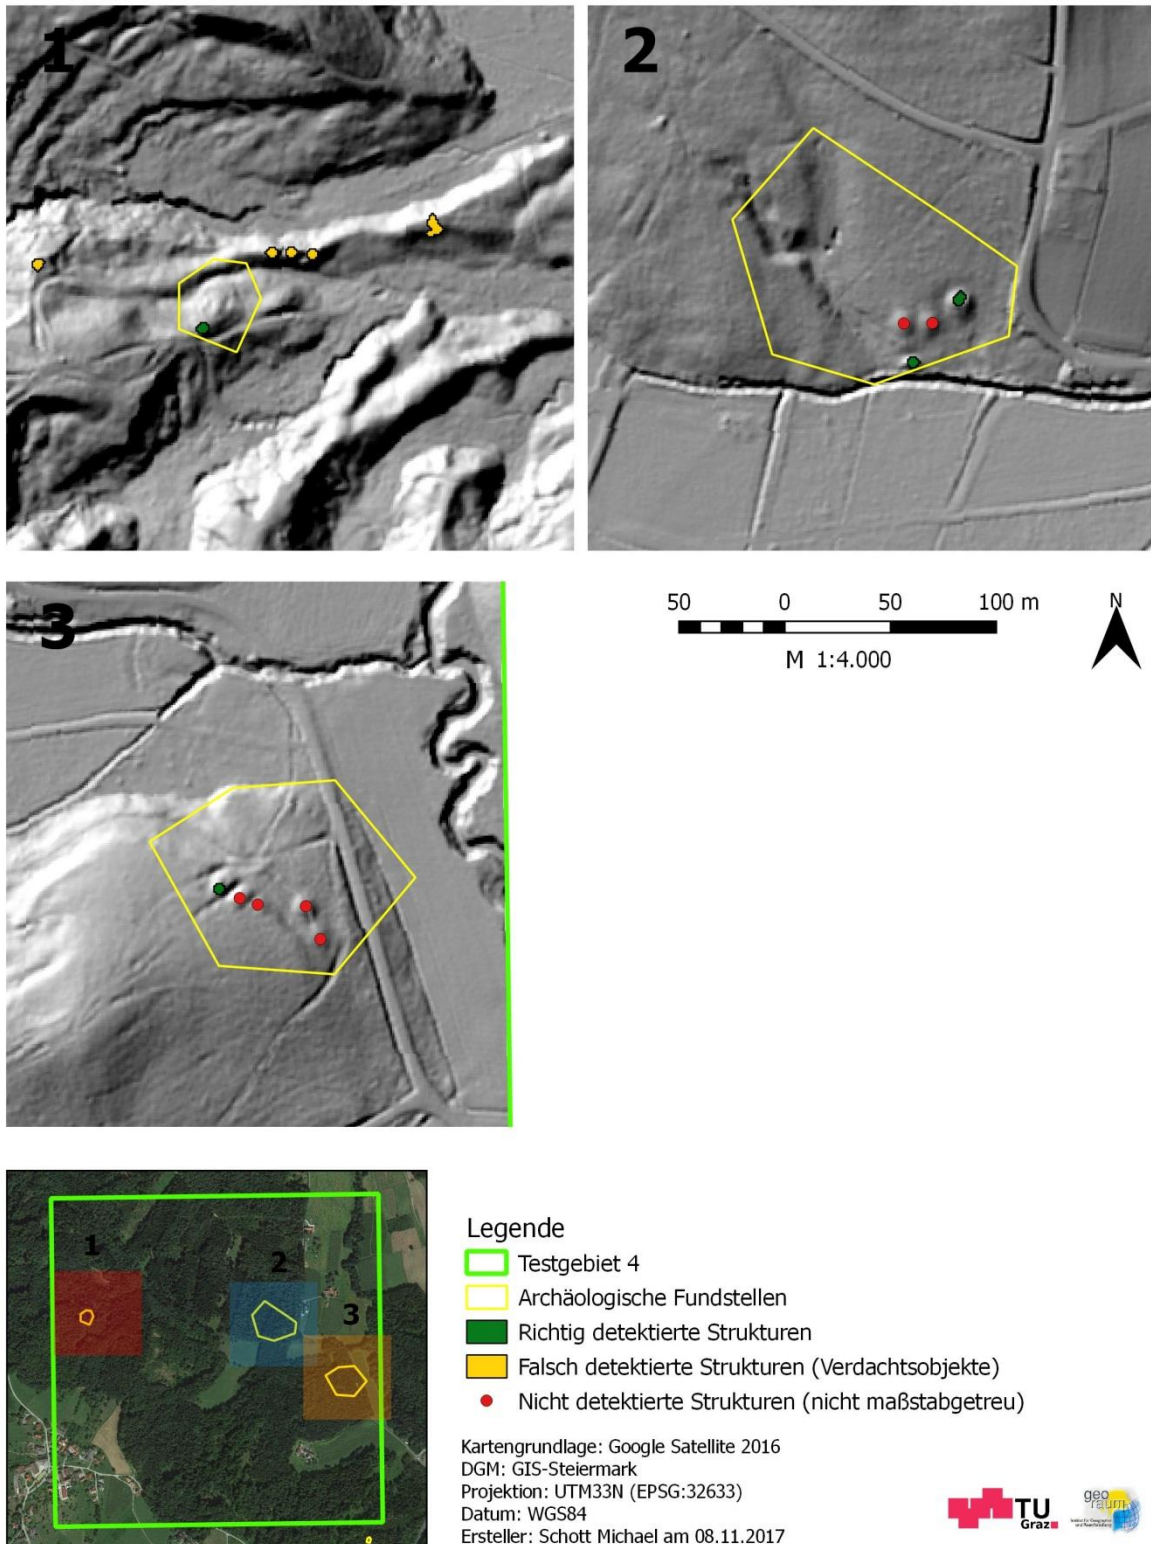 1
2
3
50 0 50 100 m
M 1:4.000
N
1
2
3
Legende
Testgebiet 4
Archäologische Fundstellen
Richtig detektierte Strukturen
Falsch detektierte Strukturen (Verdachtsobjekte)
Nicht detektierte Strukturen (nicht maßstabgetreu)
Kartengrundlage: Google Satellite 2016
DGM: GIS-Steiermark
Projektion: UTM33N (EPSG:32633)
Datum: WGS84
Ersteller: Schott Michael am 08.11.2017
TU
Graz
geo
raum